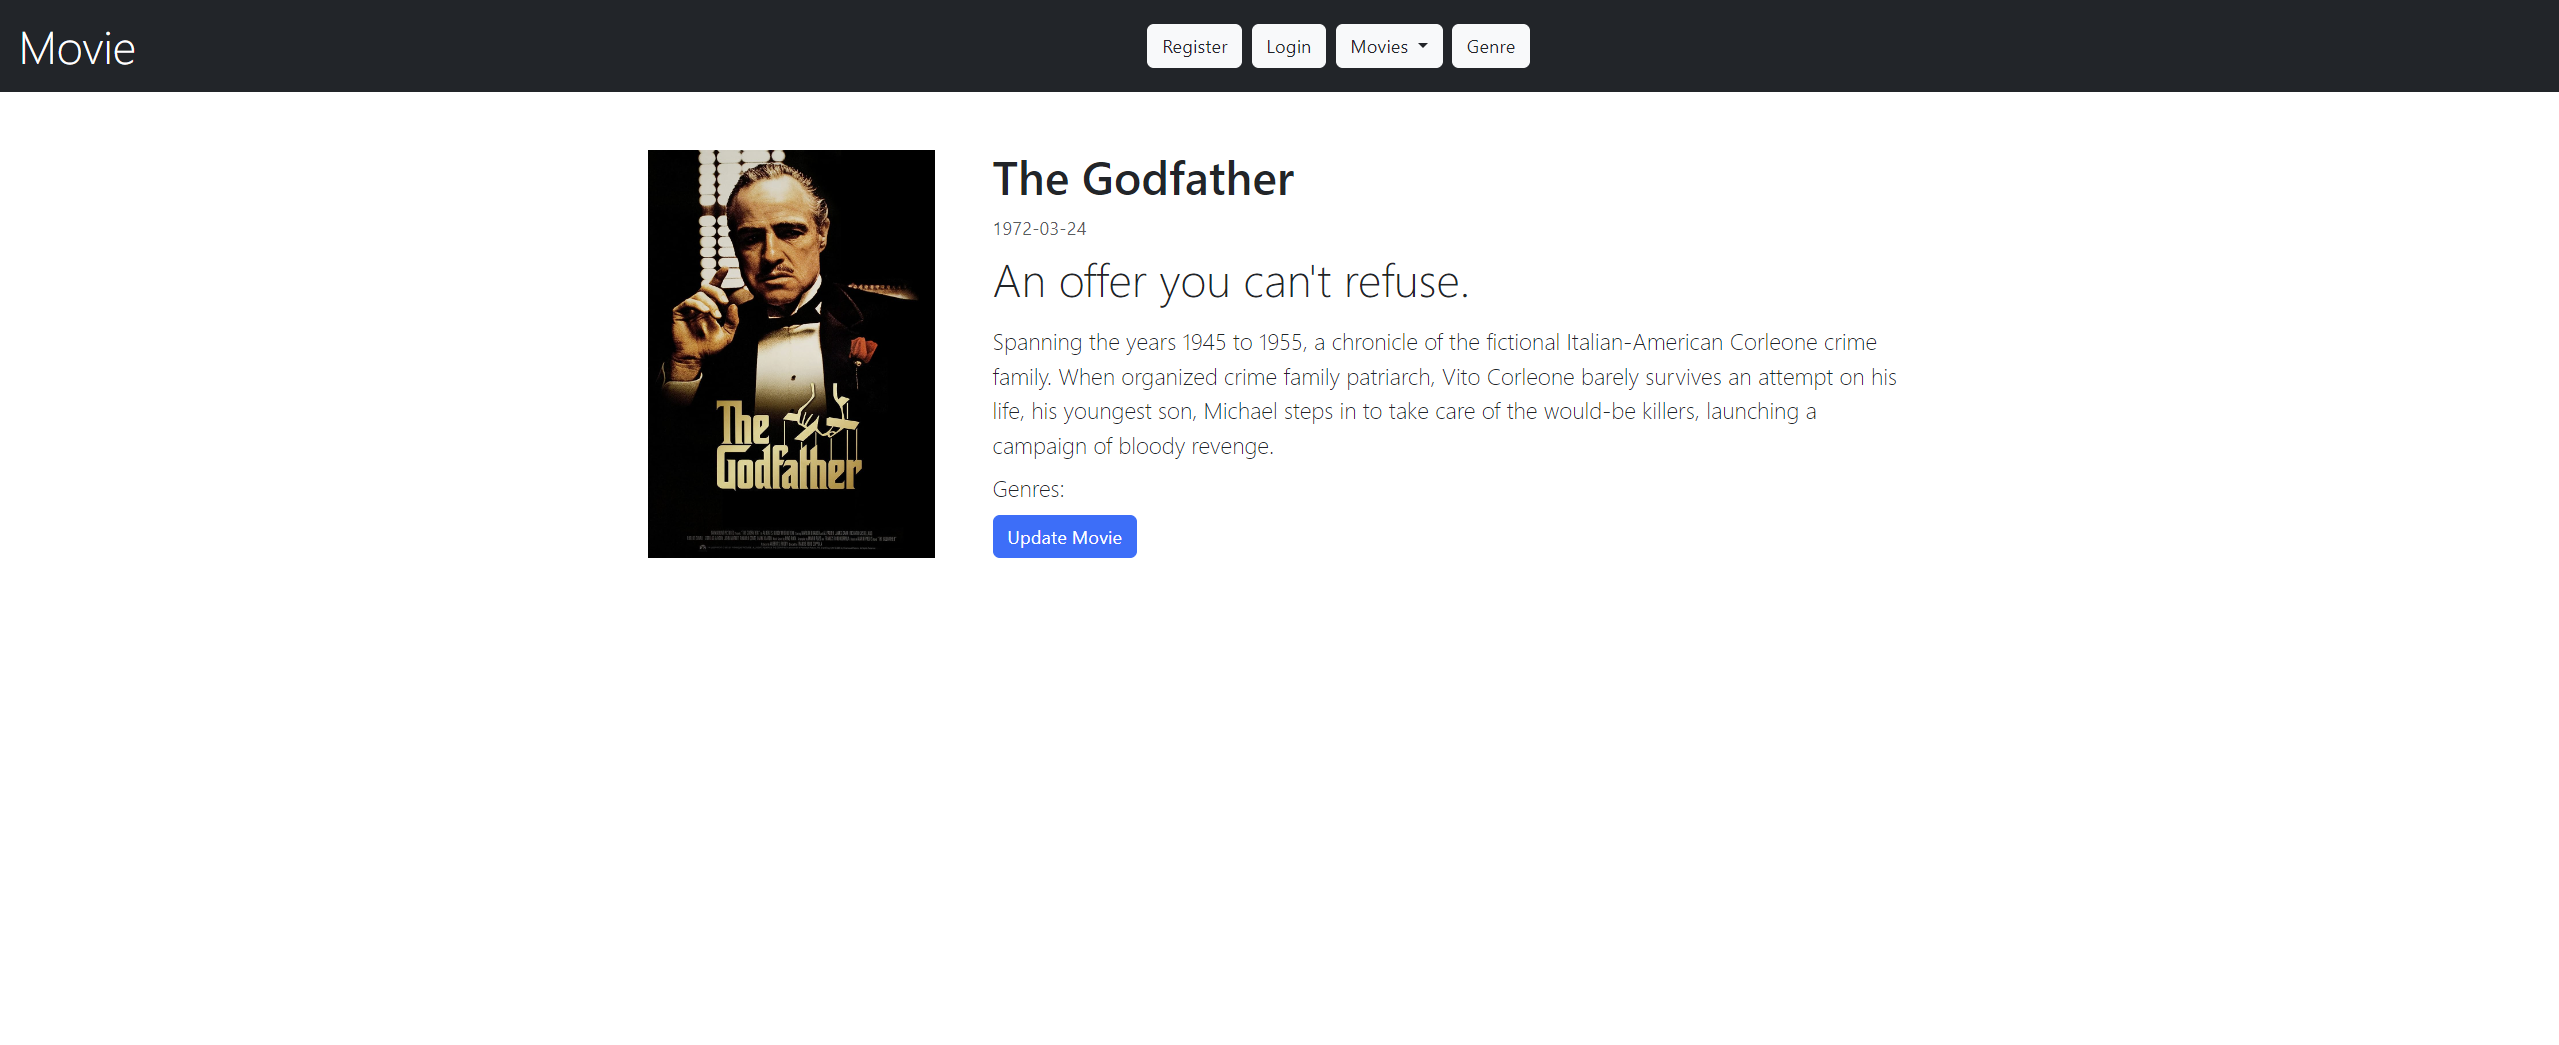 Movie
Register
Login
Movies
Genre
The Godfather
1972-03-24
An offer you can't refuse.
Spanning the years 1945 to 1955, a chronicle of the fictional Italian-American Corleone crime
family. When organized crime family patriarch, Vito Corleone barely survives an attempt on his
life, his youngest son, Michael steps in to take care of the would-be killers, launching a
campaign of bloody revenge.
Genres:
Update Movie
The
Godfather